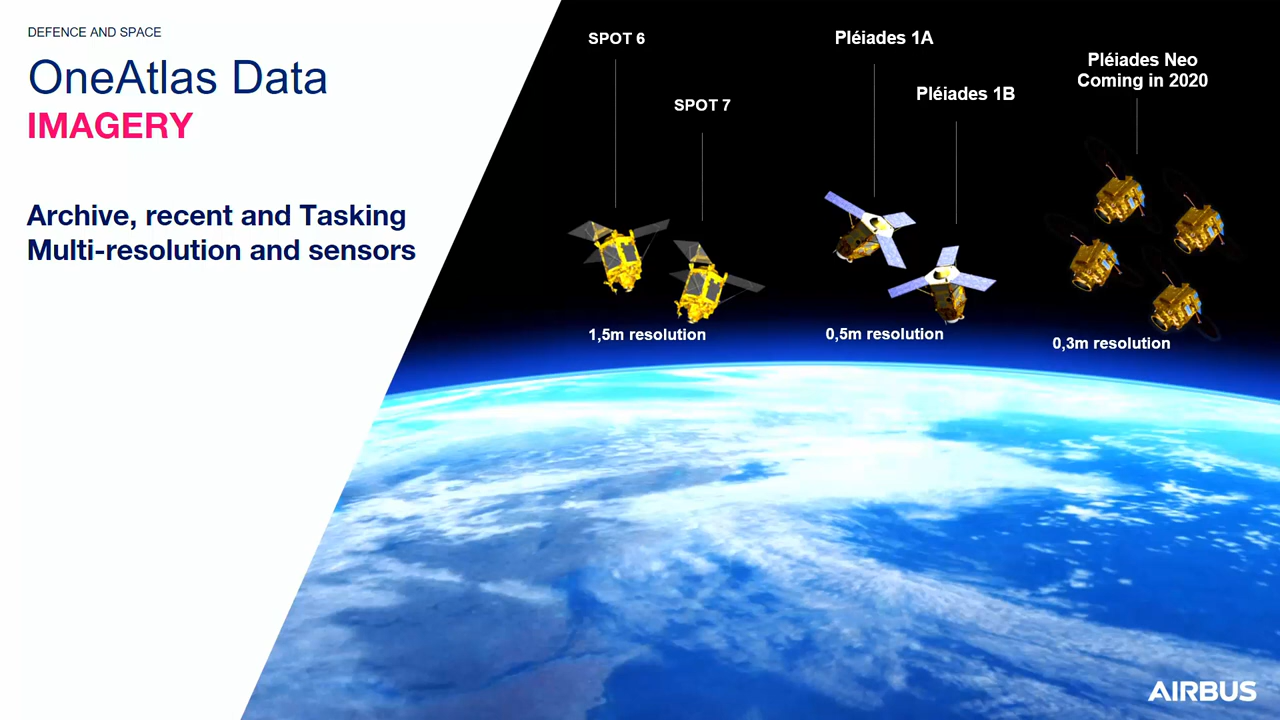 DEFENCE AND SPACE
OneAtlas Data
IMAGERY
Archive, recent and Tasking
Multi-resolution and sensors
SPOT 6
SPOT 7
1,5m resolution
Pléiades 1A
Pléiades 1B
0,5m resolution
Pléiades Neo
Coming in 2020
0,3m resolution
AIRBUS